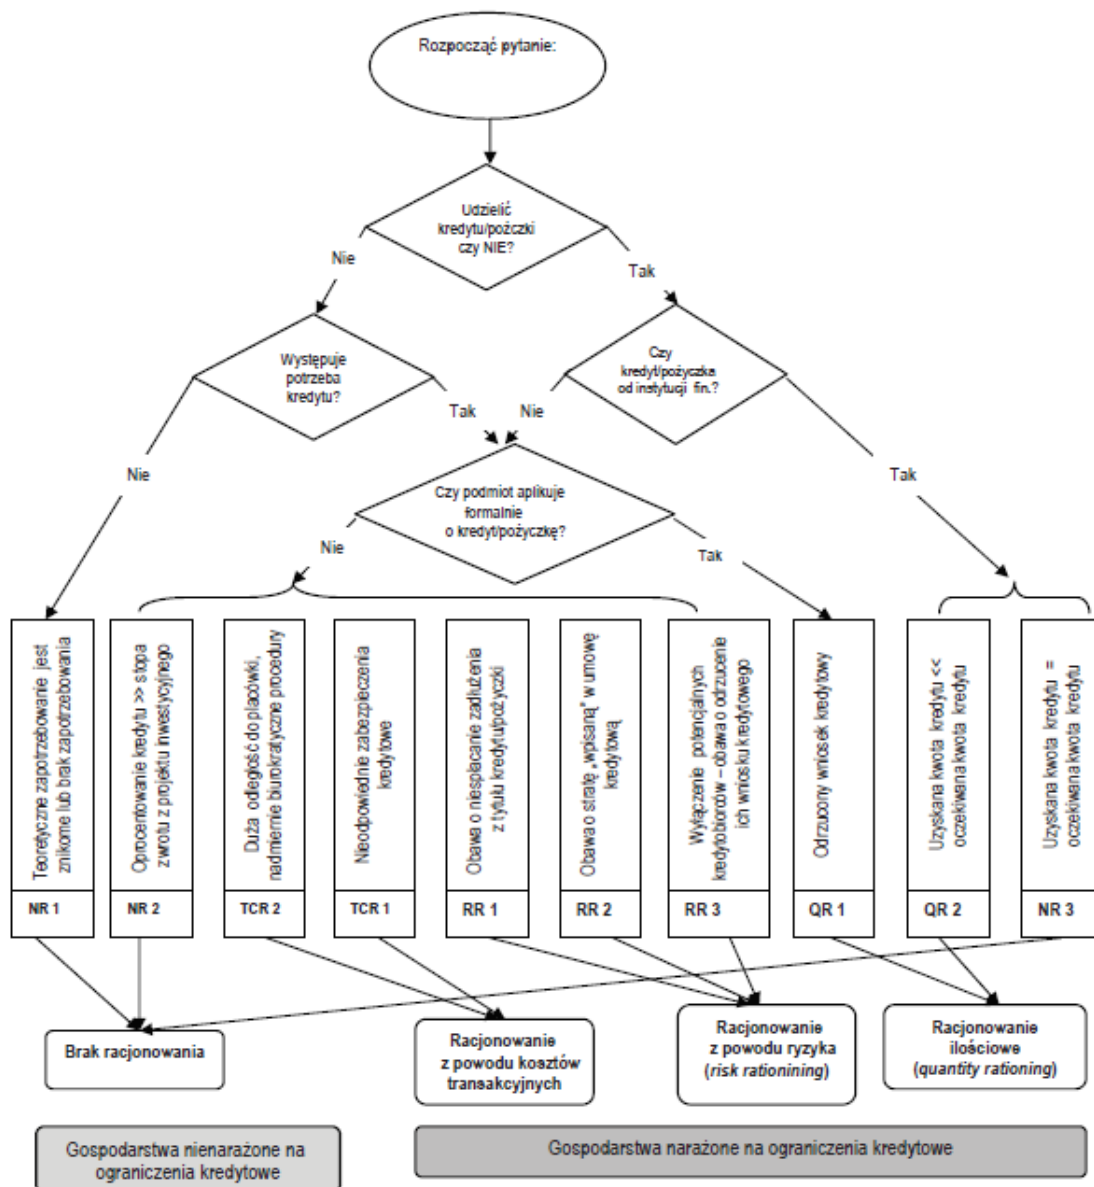 Rozpocząć pytanie:
Udzielić
kredytu/pożczki
czy NIE?
Nie
Tak
Występuje
potrzeba
kredytu?
Czy
kredyt/pożyczka
od instytucji fin.?
Tak
Nie
Nie
Tak
Czy podmiot aplikuje
formalnie
o kredyt/pożyczkę?
Nie
Tak
Teoretyczne zapotrzebowanie jest
znikome lub brak zapotrzebowania
NR 1
Oprocentowanie kredytu >> stopa
zwrotu z projektu inwestycyjnego
NR 2
Duża odległość do placówki,
nadmiernie biurokratyczne procedury
TCR 2
Nieodpowiednie zabezpieczenia
kredytowe
TCR 1
Obawa o niespłacanie zadłużenia
z tytułu kredytu/pożyczki
RR 1
Obawa o stratę „wpisaną” w umowę
kredytową
RR 2
Wyłączenie potencjalnych
kredytobiorców – obawa o odrzucenie
ich wniosku kredytowego
RR 3
Odrzucony wniosek kredytowy
QR 1
Uzyskana kwota kredytu <<
oczekiwana kwota kredytu
QR 2
Uzyskana kwota kredytu =
oczekiwana kwota kredytu
NR 3
Brak racjonowania
Racjonowanie
z powodu kosztów
transakcyjnych
Racjonowanie
z powodu ryzyka
(risk rationining)
Racjonowanie
ilościowe
(quantity rationing)
Gospodarstwa nienarażone na
ograniczenia kredytowe
Gospodarstwa narażone na ograniczenia kredytowe